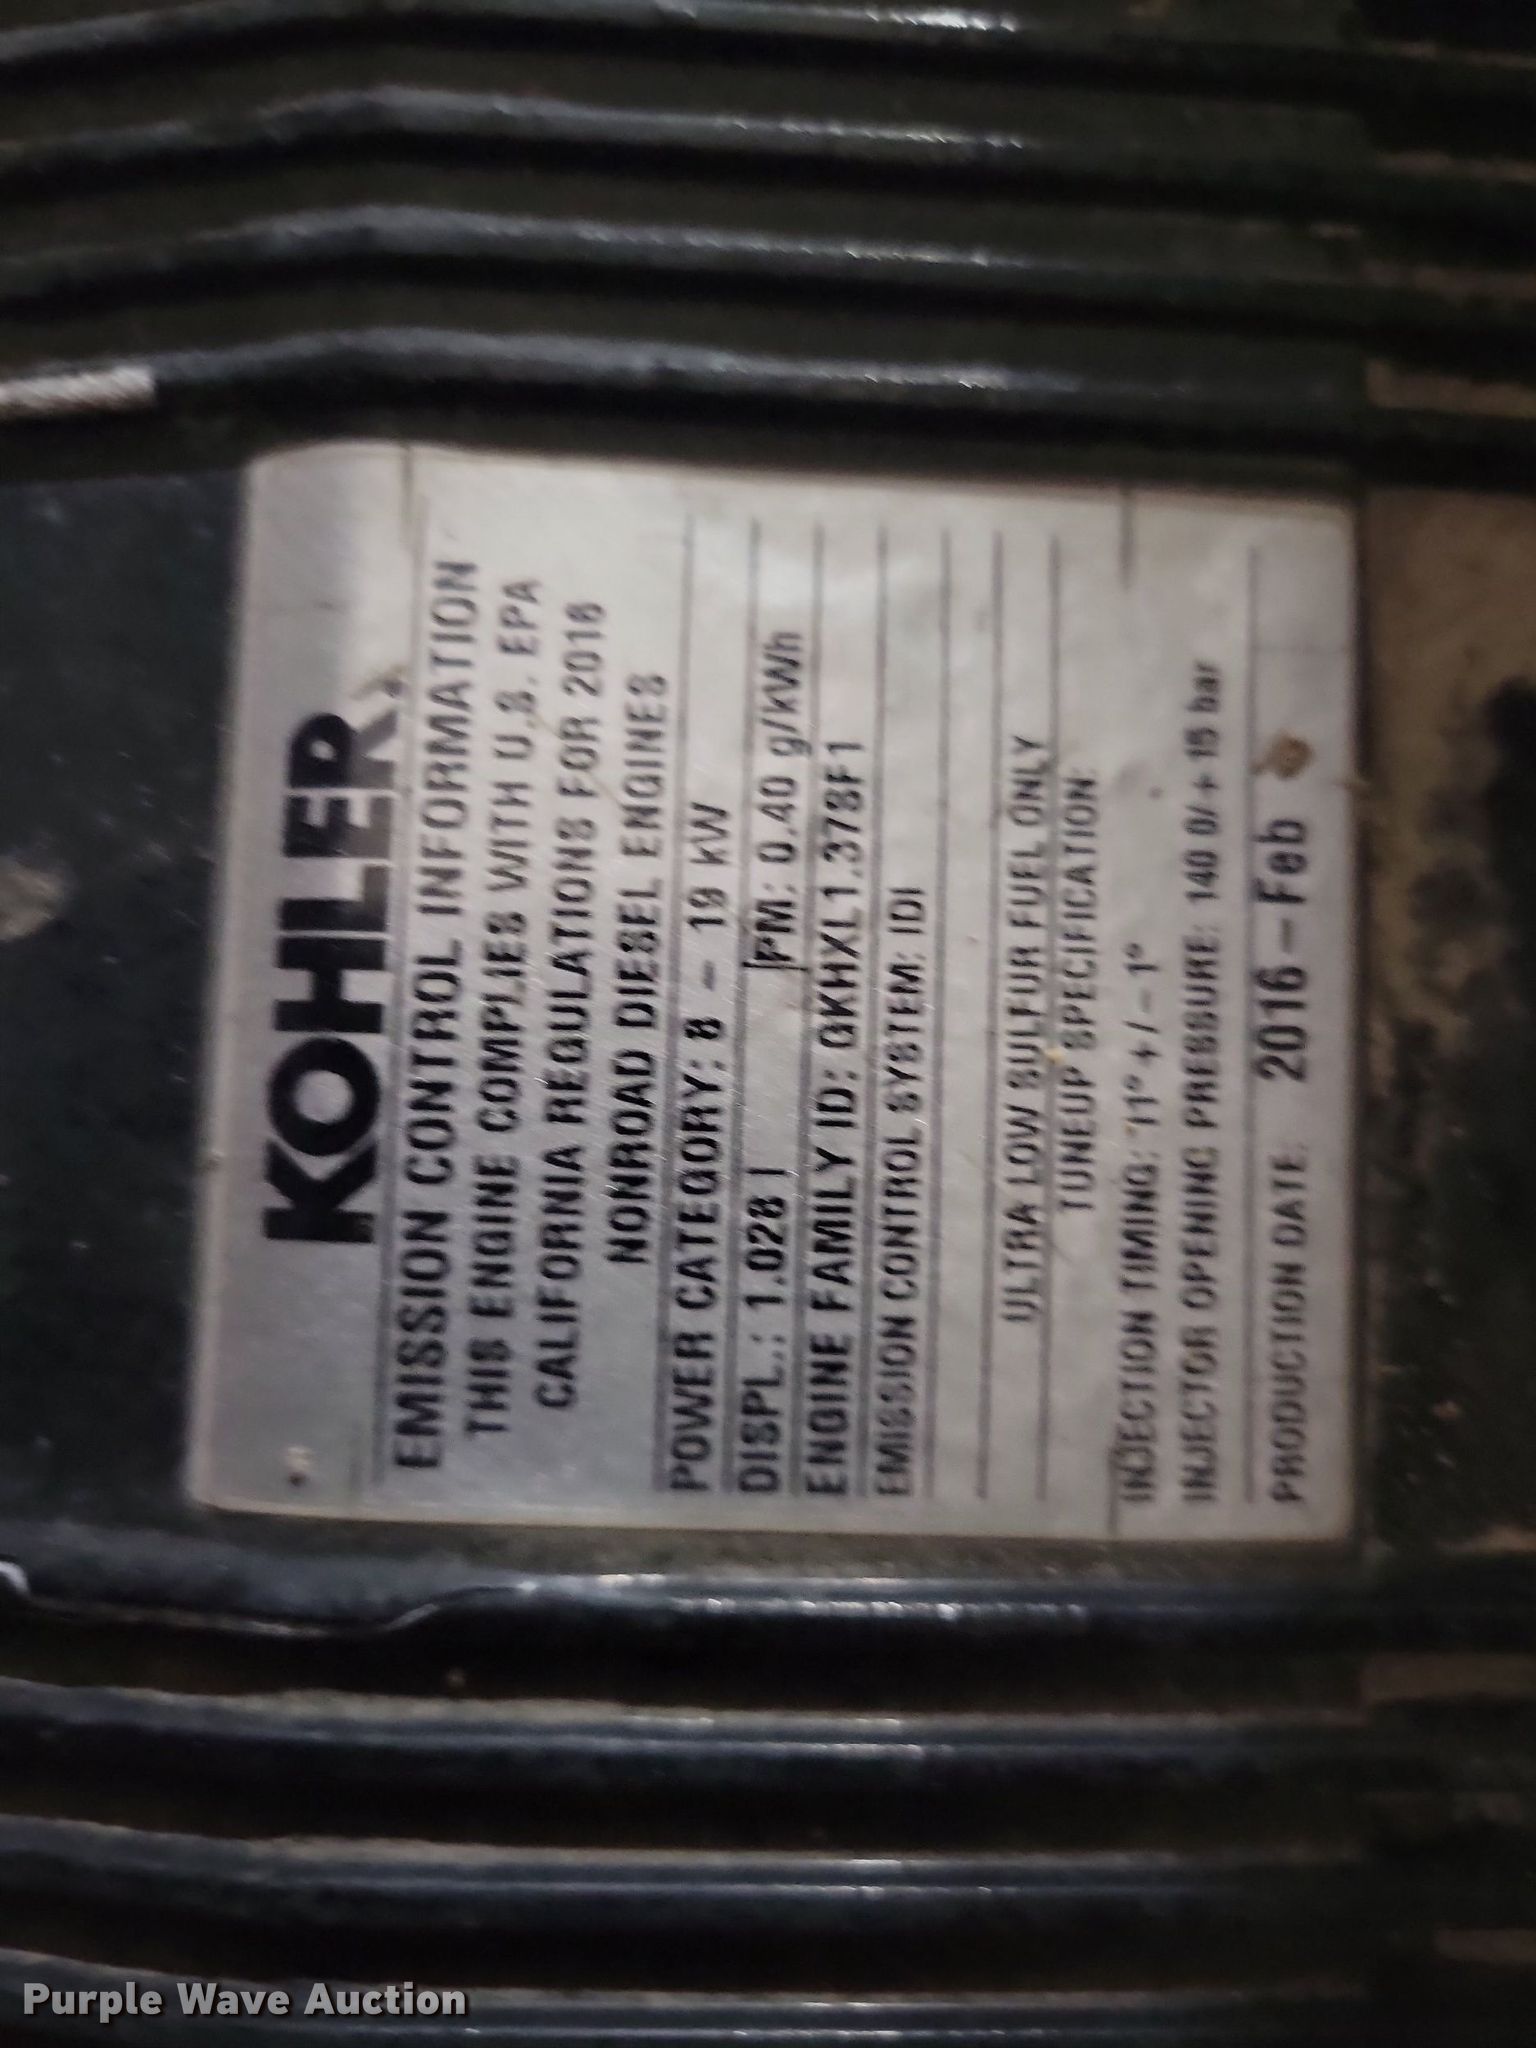 KOHLER.
EMISSION CONTROL INFORMATION
THIS ENGINE COMPLIES WITH U.S. EPA
CALIFORNIA REGULATIONS FOR 2016
NONROAD DIESEL ENGINES
POWER CATEGORY: 8 - 19 kW
DISPL.: 1.028 l PM: 0.40 g/kWh
ENGINE FAMILY ID: GKHXL1.378F1
EMISSION CONTROL SYSTEM: IDI
ULTRA LOW SULFUR FUEL ONLY
TUNEUP SPECIFICATION:
INJECTION TIMING: 11° +/- 1°
INJECTOR OPENING PRESSURE: 140 0/+15 bar
PRODUCTION DATE: 2016-Feb
Purple Wave Auction